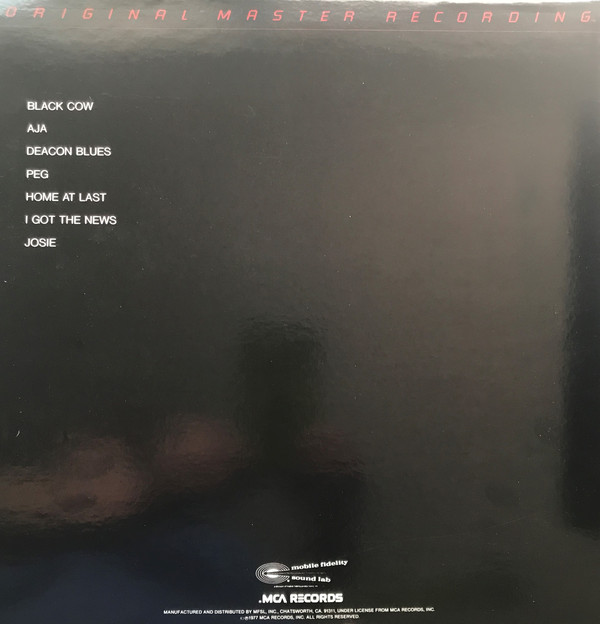 ORIGINAL MASTER RECORDING
BLACK COW
AJA
DEACON BLUES
PEG
HOME AT LAST
I GOT THE NEWS
JOSIE
mobile fidelity
sound lab
MCA RECORDS
MANUFACTURED AND DISTRIBUTED BY MFSL, INC., CHATSWORTH, CA. 91311, UNDER LICENSE FROM MCA RECORDS, INC.
©℗1977 MCA RECORDS, INC. ALL RIGHTS RESERVED.